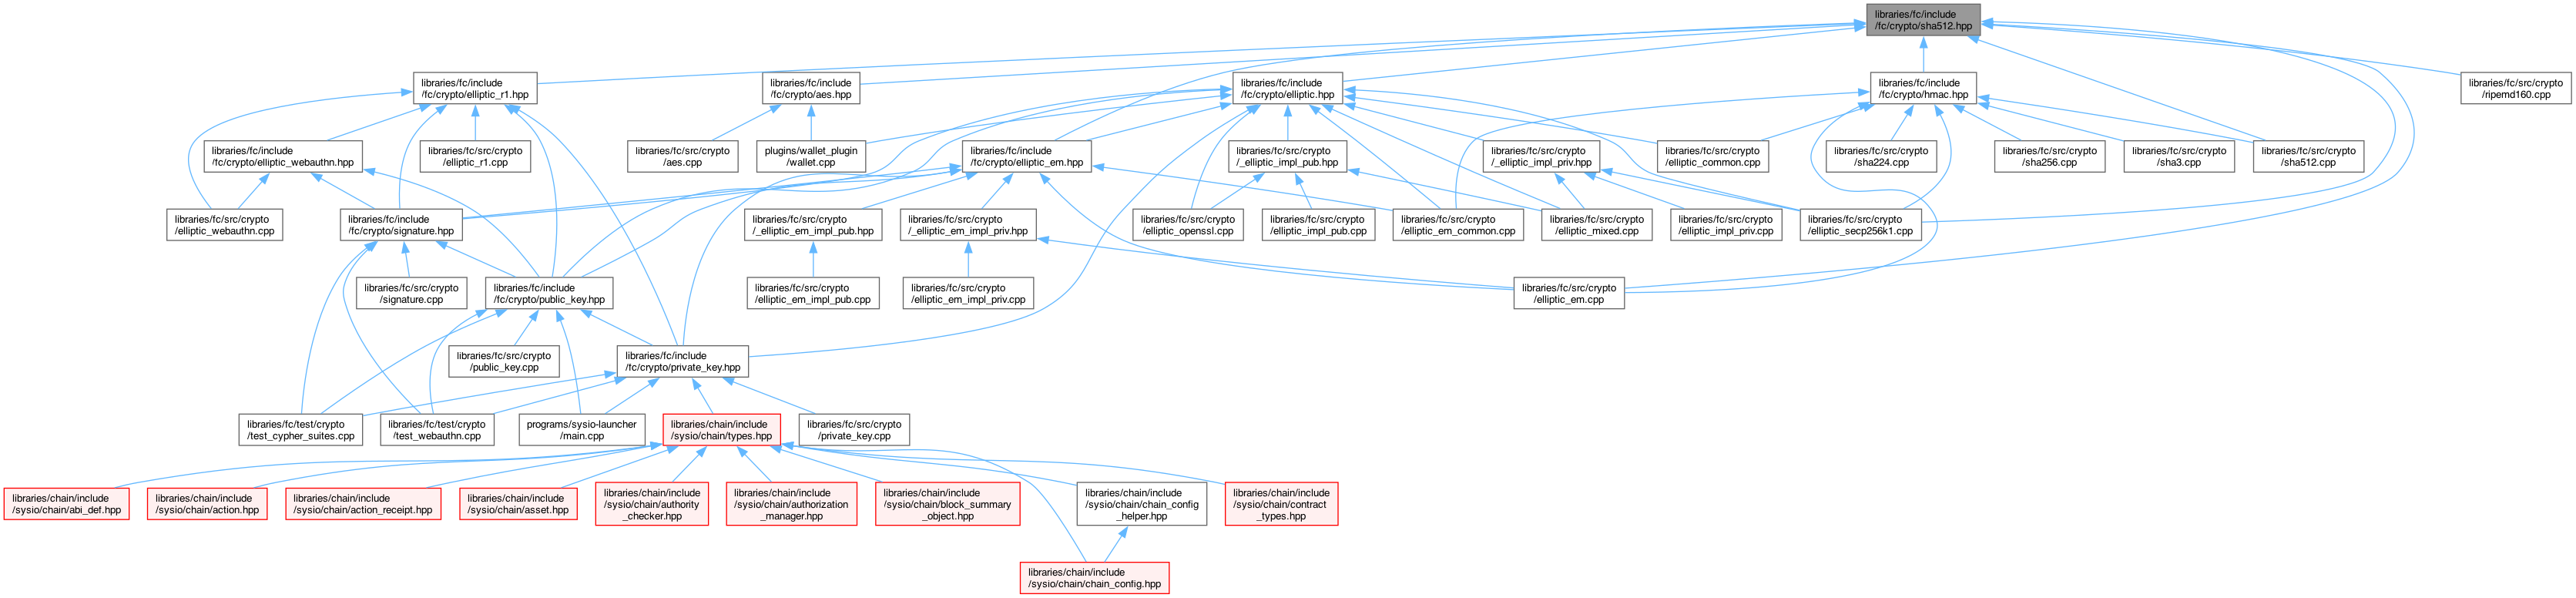 libraries/fc/include
/fc/crypto/sha512.hpp
libraries/fc/include
/fc/crypto/elliptic_r1.hpp
libraries/fc/include
/fc/crypto/aes.hpp
libraries/fc/include
/fc/crypto/elliptic.hpp
libraries/fc/include
/fc/crypto/hmac.hpp
libraries/fc/src/crypto
/ripemd160.cpp
libraries/fc/include
/fc/crypto/elliptic_webauthn.hpp
libraries/fc/src/crypto
/elliptic_r1.cpp
libraries/fc/src/crypto
/aes.cpp
plugins/wallet_plugin
/wallet.cpp
libraries/fc/include
/fc/crypto/elliptic_em.hpp
libraries/fc/src/crypto
/_elliptic_impl_pub.hpp
libraries/fc/src/crypto
/_elliptic_impl_priv.hpp
libraries/fc/src/crypto
/elliptic_common.cpp
libraries/fc/src/crypto
/sha224.cpp
libraries/fc/src/crypto
/sha256.cpp
libraries/fc/src/crypto
/sha3.cpp
libraries/fc/src/crypto
/sha512.cpp
libraries/fc/src/crypto
/elliptic_webauthn.cpp
libraries/fc/include
/fc/crypto/signature.hpp
libraries/fc/src/crypto
/_elliptic_em_impl_pub.hpp
libraries/fc/src/crypto
/_elliptic_em_impl_priv.hpp
libraries/fc/src/crypto
/elliptic_openssl.cpp
libraries/fc/src/crypto
/elliptic_impl_pub.cpp
libraries/fc/src/crypto
/elliptic_em_common.cpp
libraries/fc/src/crypto
/elliptic_mixed.cpp
libraries/fc/src/crypto
/elliptic_impl_priv.cpp
libraries/fc/src/crypto
/elliptic_secp256k1.cpp
libraries/fc/src/crypto
/signature.cpp
libraries/fc/include
/fc/crypto/public_key.hpp
libraries/fc/src/crypto
/elliptic_em_impl_pub.cpp
libraries/fc/src/crypto
/elliptic_em_impl_priv.cpp
libraries/fc/src/crypto
/elliptic_em.cpp
libraries/fc/src/crypto
/public_key.cpp
libraries/fc/include
/fc/crypto/private_key.hpp
libraries/fc/test/crypto
/test_cypher_suites.cpp
libraries/fc/test/crypto
/test_webauthn.cpp
programs/sysio-launcher
/main.cpp
libraries/chain/include
/sysio/chain/types.hpp
libraries/fc/src/crypto
/private_key.cpp
libraries/chain/include
/sysio/chain/abi_def.hpp
libraries/chain/include
/sysio/chain/action.hpp
libraries/chain/include
/sysio/chain/action_receipt.hpp
libraries/chain/include
/sysio/chain/asset.hpp
libraries/chain/include
/sysio/chain/authority
_checker.hpp
libraries/chain/include
/sysio/chain/authorization
_manager.hpp
libraries/chain/include
/sysio/chain/block_summary
_object.hpp
libraries/chain/include
/sysio/chain/chain_config
_helper.hpp
libraries/chain/include
/sysio/chain/contract
_types.hpp
libraries/chain/include
/sysio/chain/chain_config.hpp